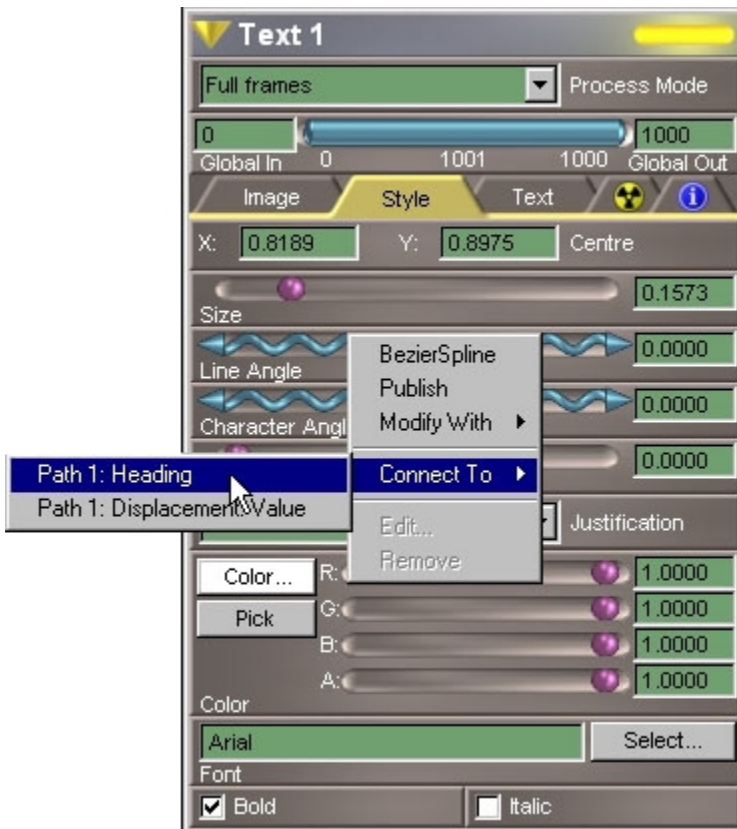 Text 1
Full frames Process Mode
0 1000
Global In 0 1001 1000 Global Out
Image Style Text
X: 0.8189 Y: 0.8975 Centre
0.1573
Size
0.0000
Line Angle
0.0000
Character Angl
0.0000
BezierSpline
Publish
Modify With
Connect To
Edit...
Remove
Path 1: Heading
Path 1: Displacement Value
Justification
Color... R: 1.0000
Pick G: 1.0000
B: 1.0000
A: 1.0000
Color
Arial Select...
Font
Bold Italic